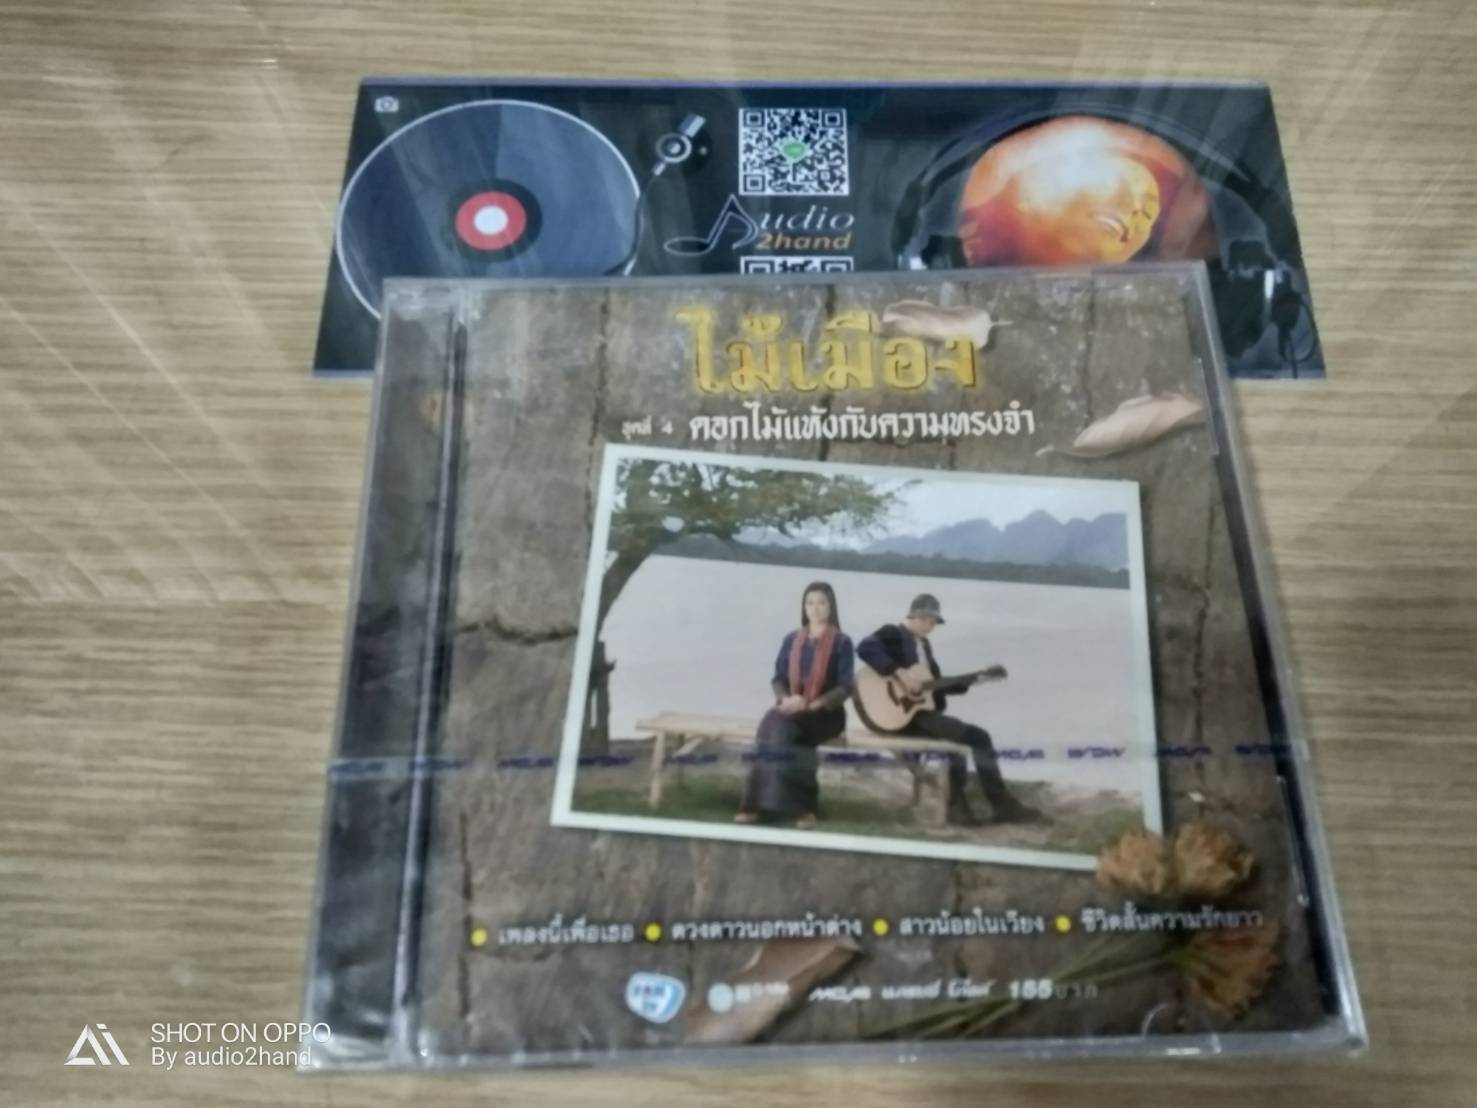 Audio
2hand
ไม้เมือง
ชุดที่ 4 ดอกไม้แห้งกับความทรงจำ
เพลงนี้เพื่อเธอ ดวงดาวนอกหน้าต่าง สาวน้อยในเวียง ชีวิตสั้นความรักยาว
155 บาท
SHOT ON OPPO
By audio2hand